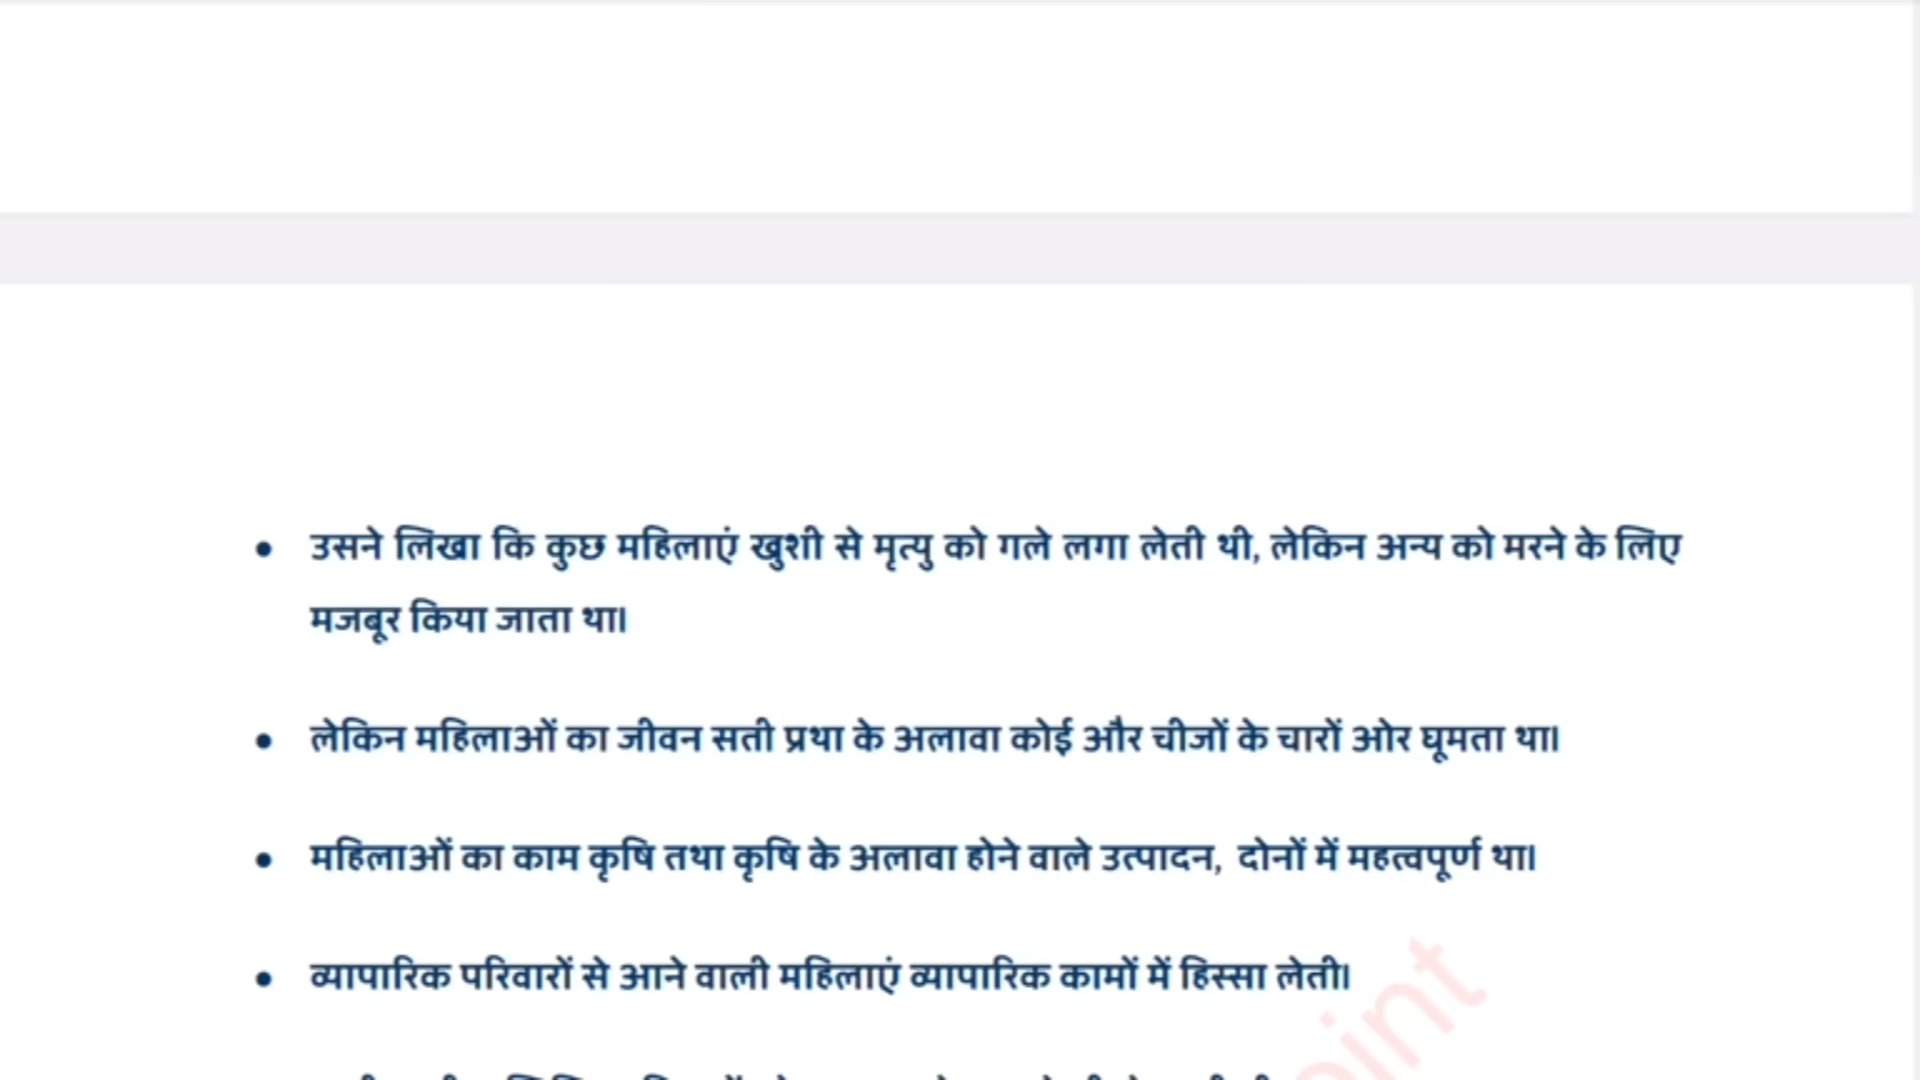 • उसने लिखा कि कुछ महिलाएं खुशी से मृत्यु को गले लगा लेती थी, लेकिन अन्य को मरने के लिए
मजबूर किया जाता था।
• लेकिन महिलाओं का जीवन सती प्रथा के अलावा कोई और चीजों के चारों ओर घूमता था।
• महिलाओं का काम कृषि तथा कृषि के अलावा होने वाले उत्पादन, दोनों में महत्वपूर्ण था।
• व्यापारिक परिवारों से आने वाली महिलाएं व्यापारिक कामों में हिस्सा लेती।
oint